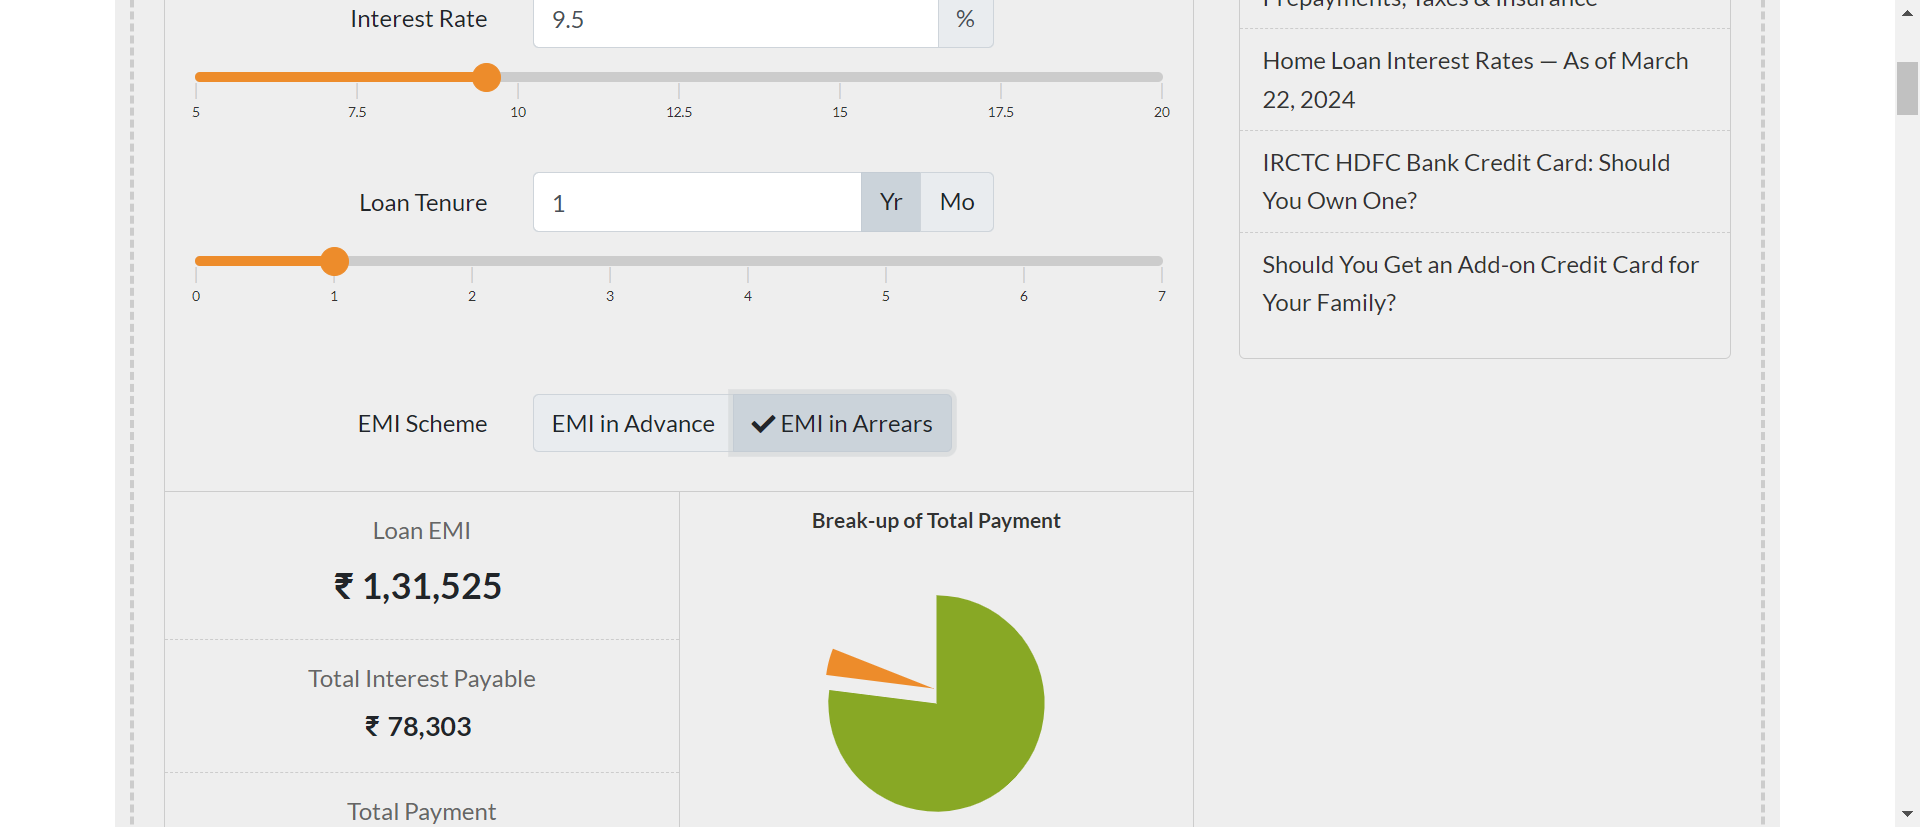 Interest Rate
9.5
%
5 7.5 10 12.5 15 17.5 20
Loan Tenure
1
Yr
Mo
0 1 2 3 4 5 6 7
EMI Scheme
EMI in Advance
EMI in Arrears
Loan EMI
₹ 1,31,525
Total Interest Payable
₹ 78,303
Total Payment
Break-up of Total Payment
Prepayments, Taxes & Insurance
Home Loan Interest Rates — As of March
22, 2024
IRCTC HDFC Bank Credit Card: Should
You Own One?
Should You Get an Add-on Credit Card for
Your Family?